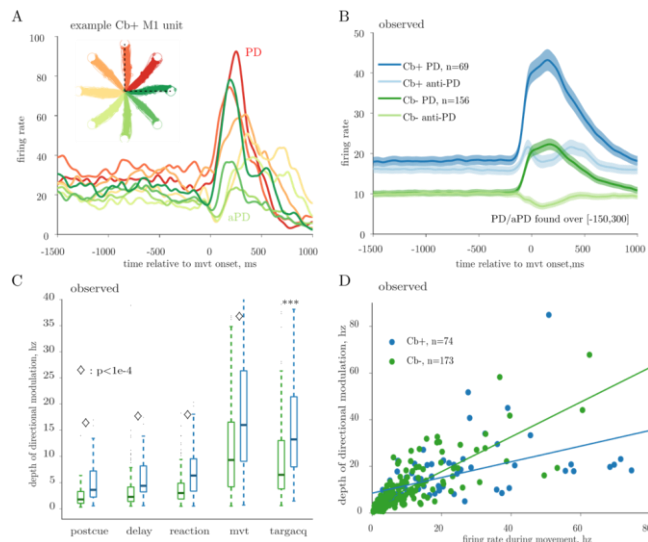 A
example Cb+ M1 unit
PD
aPD
firing rate
100
80
60
40
20
0
-1500 -1000 -500 0 500 1000
time relative to mvt onset, ms
B
observed
Cb+ PD, n=69
Cb+ anti-PD
Cb- PD, n=156
Cb- anti-PD
PD/aPD found over [-150,300]
firing rate
50
40
30
20
10
0
-1500 -1000 -500 0 500 1000
time relative to mvt onset,ms
C
observed
***
: p<1e-4
depth of directional modulation, hz
40
35
30
25
20
15
10
5
0
postcue delay reaction mvt targacq
D
observed
Cb+, n=74
Cb-, n=173
depth of directional modulation, hz
80
60
40
20
0
0 20 40 60 80
firing rate during movement, hz